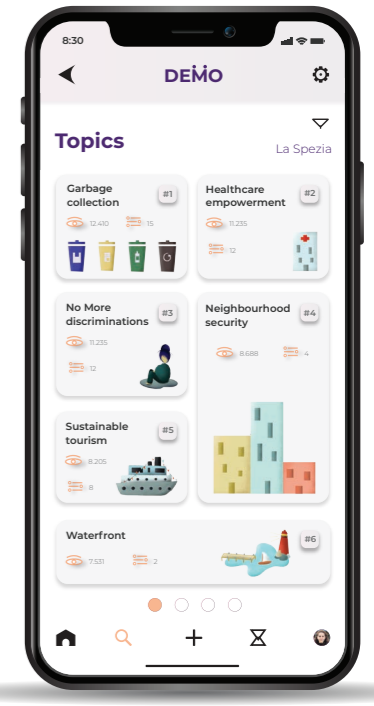 8:30
DEMO
Topics
La Spezia
Garbage
collection
#1
12.410
15
Healthcare
empowerment
#2
11.235
12
No More
discriminations
#3
11.235
12
Neighbourhood
security
#4
8.688
4
Sustainable
tourism
#5
8.205
8
Waterfront
#6
7.531
2